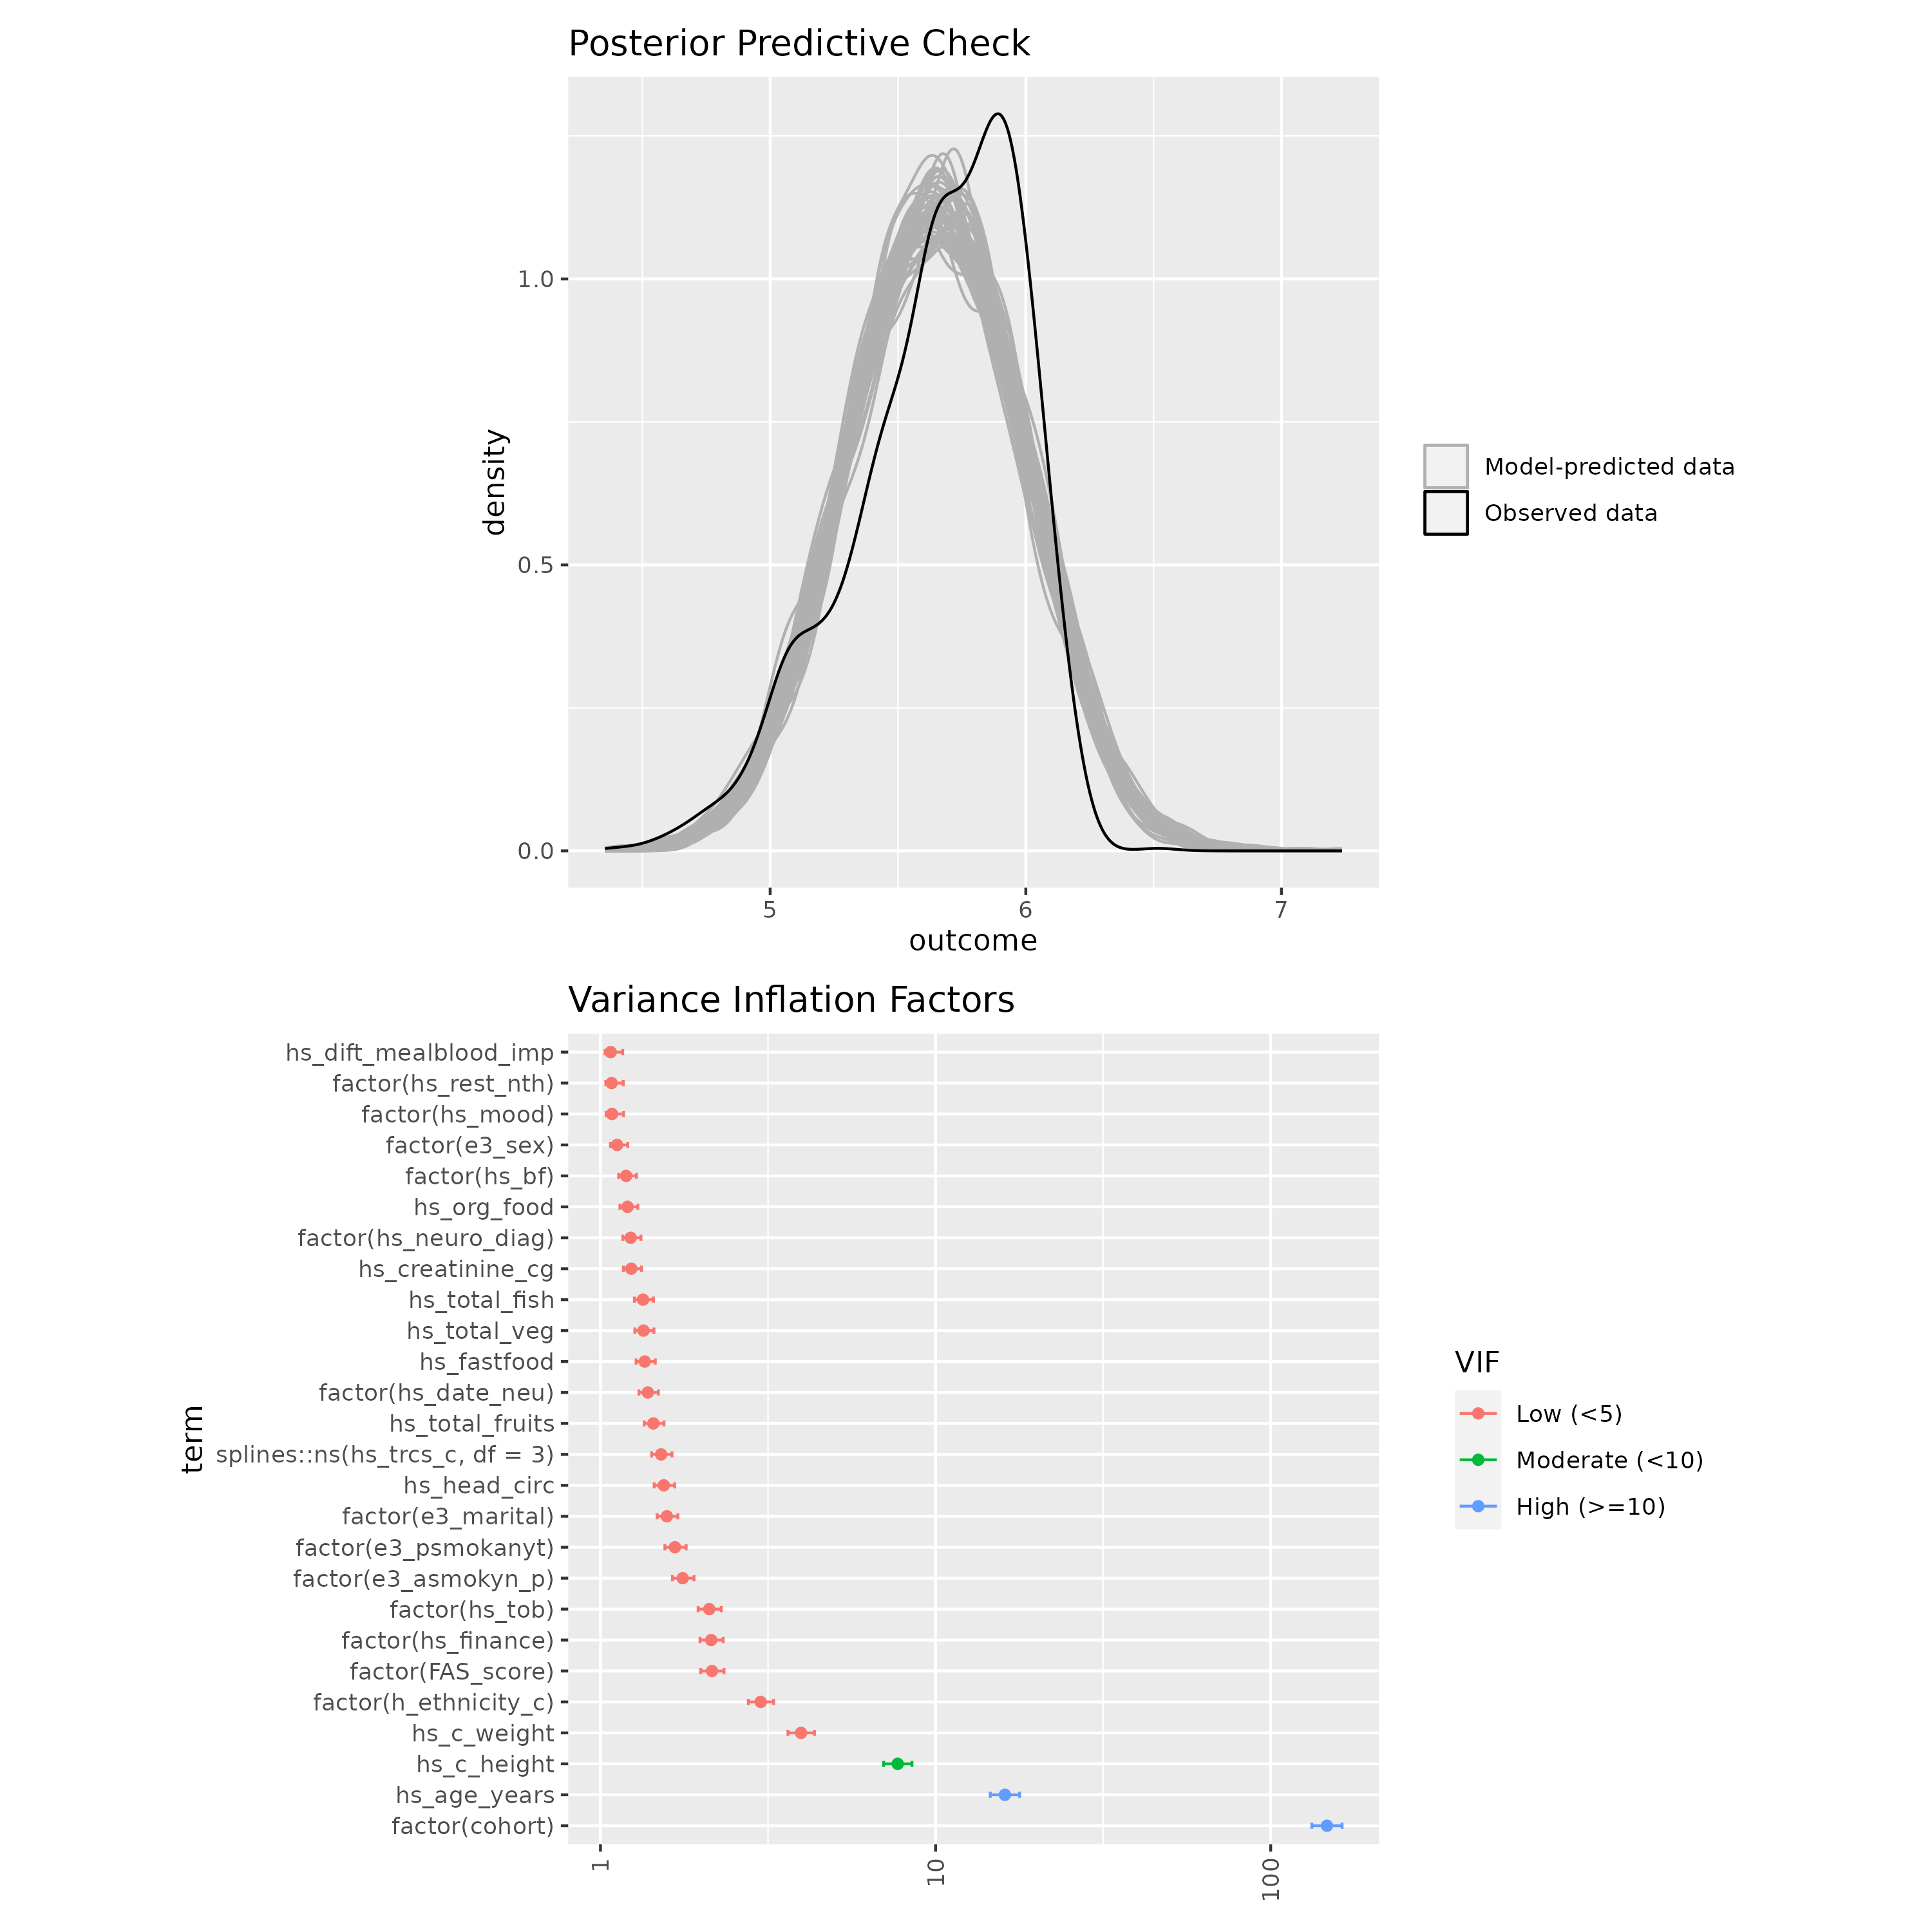 Posterior Predictive Check
density
1.0
0.5
0.0
5
6
7
outcome
Model-predicted data
Observed data
Variance Inflation Factors
term
hs_dift_mealblood_imp
factor(hs_rest_nth)
factor(hs_mood)
factor(e3_sex)
factor(hs_bf)
hs_org_food
factor(hs_neuro_diag)
hs_creatinine_cg
hs_total_fish
hs_total_veg
hs_fastfood
factor(hs_date_neu)
hs_total_fruits
splines::ns(hs_trcs_c, df = 3)
hs_head_circ
factor(e3_marital)
factor(e3_psmokanyt)
factor(e3_asmokyn_p)
factor(hs_tob)
factor(hs_finance)
factor(FAS_score)
factor(h_ethnicity_c)
hs_c_weight
hs_c_height
hs_age_years
factor(cohort)
1
10
100
VIF
Low (<5)
Moderate (<10)
High (>=10)